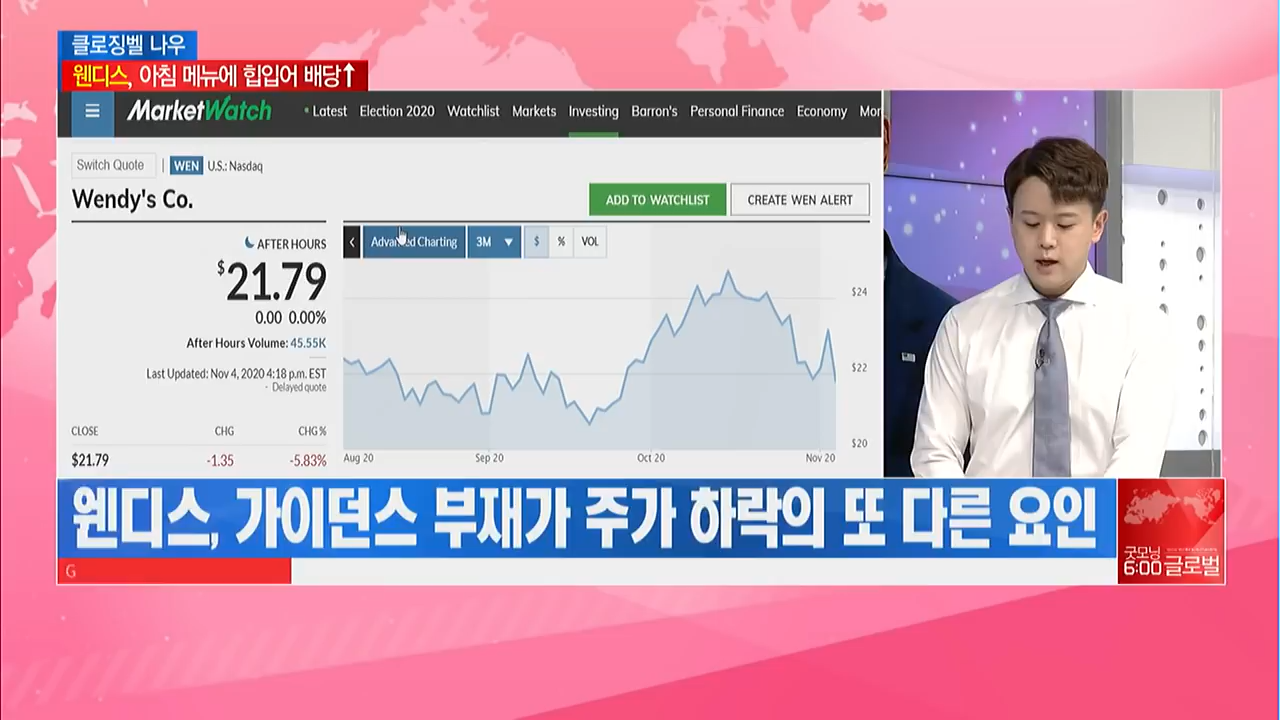 클로징벨 나우
웬디스, 아침 메뉴에 힘입어 배당↑
☰ MarketWatch • Latest Election 2020 Watchlist Markets Investing Barron's Personal Finance Economy Mor
Switch Quote | WEN U.S.: Nasdaq
Wendy's Co.
ADD TO WATCHLIST CREATE WEN ALERT
AFTER HOURS
$21.79
0.00 0.00%
After Hours Volume: 45.55K
Last Updated: Nov 4, 2020 4:18 p.m. EST
- Delayed quote
CLOSE CHG CHG %
$21.79 -1.35 -5.83%
< Advanced Charting 3M ▼ $ % VOL
$24
$22
$20
Aug 20 Sep 20 Oct 20 Nov 20
웬디스, 가이던스 부재가 주가 하락의 또 다른 요인
굿모닝
6:00 글로벌
G